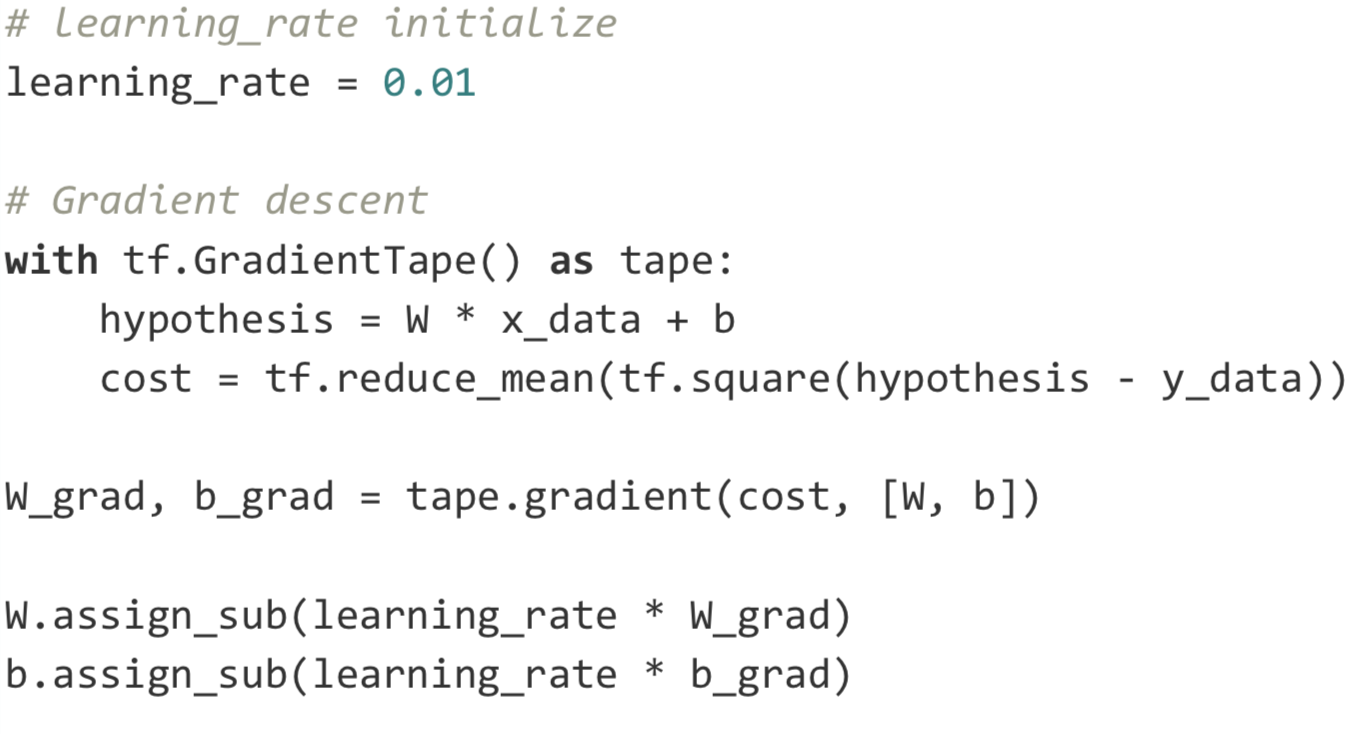 # learning_rate initialize
learning_rate = 0.01
# Gradient descent
with tf.GradientTape() as tape:
    hypothesis = W * x_data + b
    cost = tf.reduce_mean(tf.square(hypothesis - y_data))
W_grad, b_grad = tape.gradient(cost, [W, b])
W.assign_sub(learning_rate * W_grad)
b.assign_sub(learning_rate * b_grad)